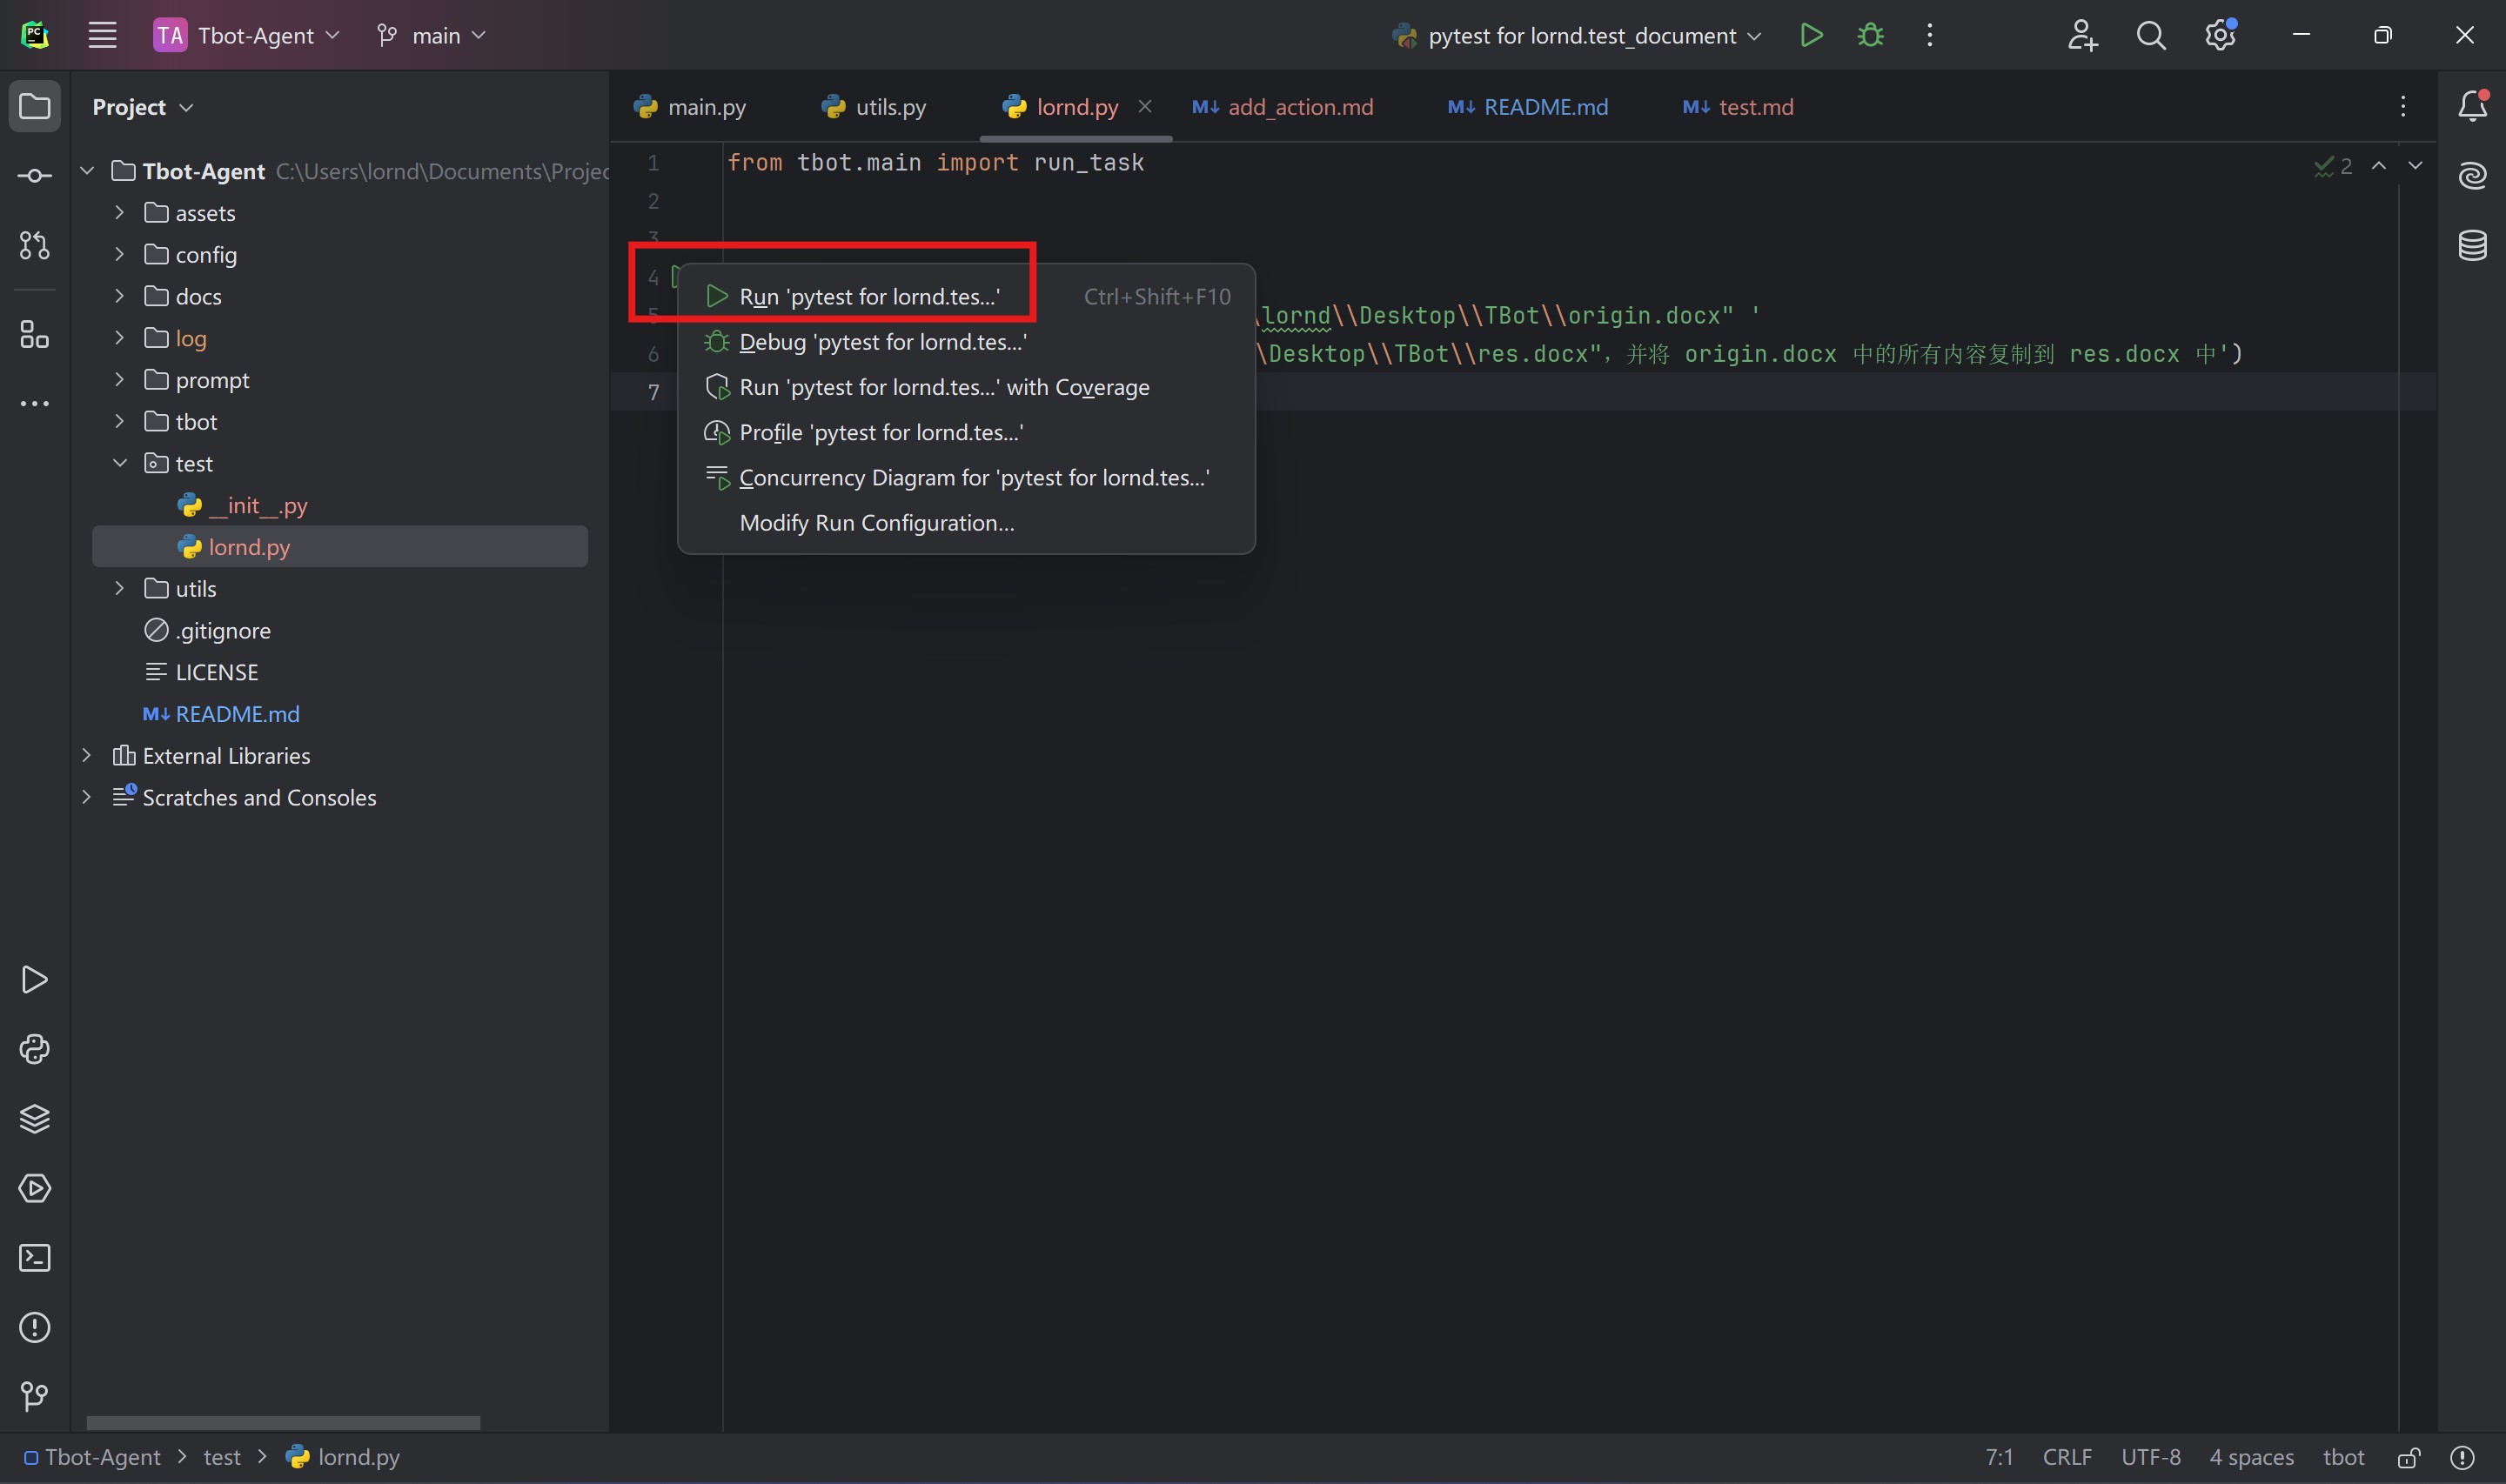 TA Tbot-Agent main pytest for lornd.test_document
Project
main.py utils.py lornd.py add_action.md README.md test.md
Tbot-Agent C:\Users\lornd\Documents\Projec
assets
config
docs
log
prompt
tbot
test
__init__.py
lornd.py
utils
.gitignore
LICENSE
README.md
External Libraries
Scratches and Consoles
1 from tbot.main import run_task
2
3
4
5 \lornd\\Desktop\\TBot\\origin.docx" '
6 \Desktop\\TBot\\res.docx", 并将 origin.docx 中的所有内容复制到 res.docx 中')
7
2
Run 'pytest for lornd.tes...' Ctrl+Shift+F10
Debug 'pytest for lornd.tes...'
Run 'pytest for lornd.tes...' with Coverage
Profile 'pytest for lornd.tes...'
Concurrency Diagram for 'pytest for lornd.tes...'
Modify Run Configuration...
Tbot-Agent > test > lornd.py 7:1 CRLF UTF-8 4 spaces tbot